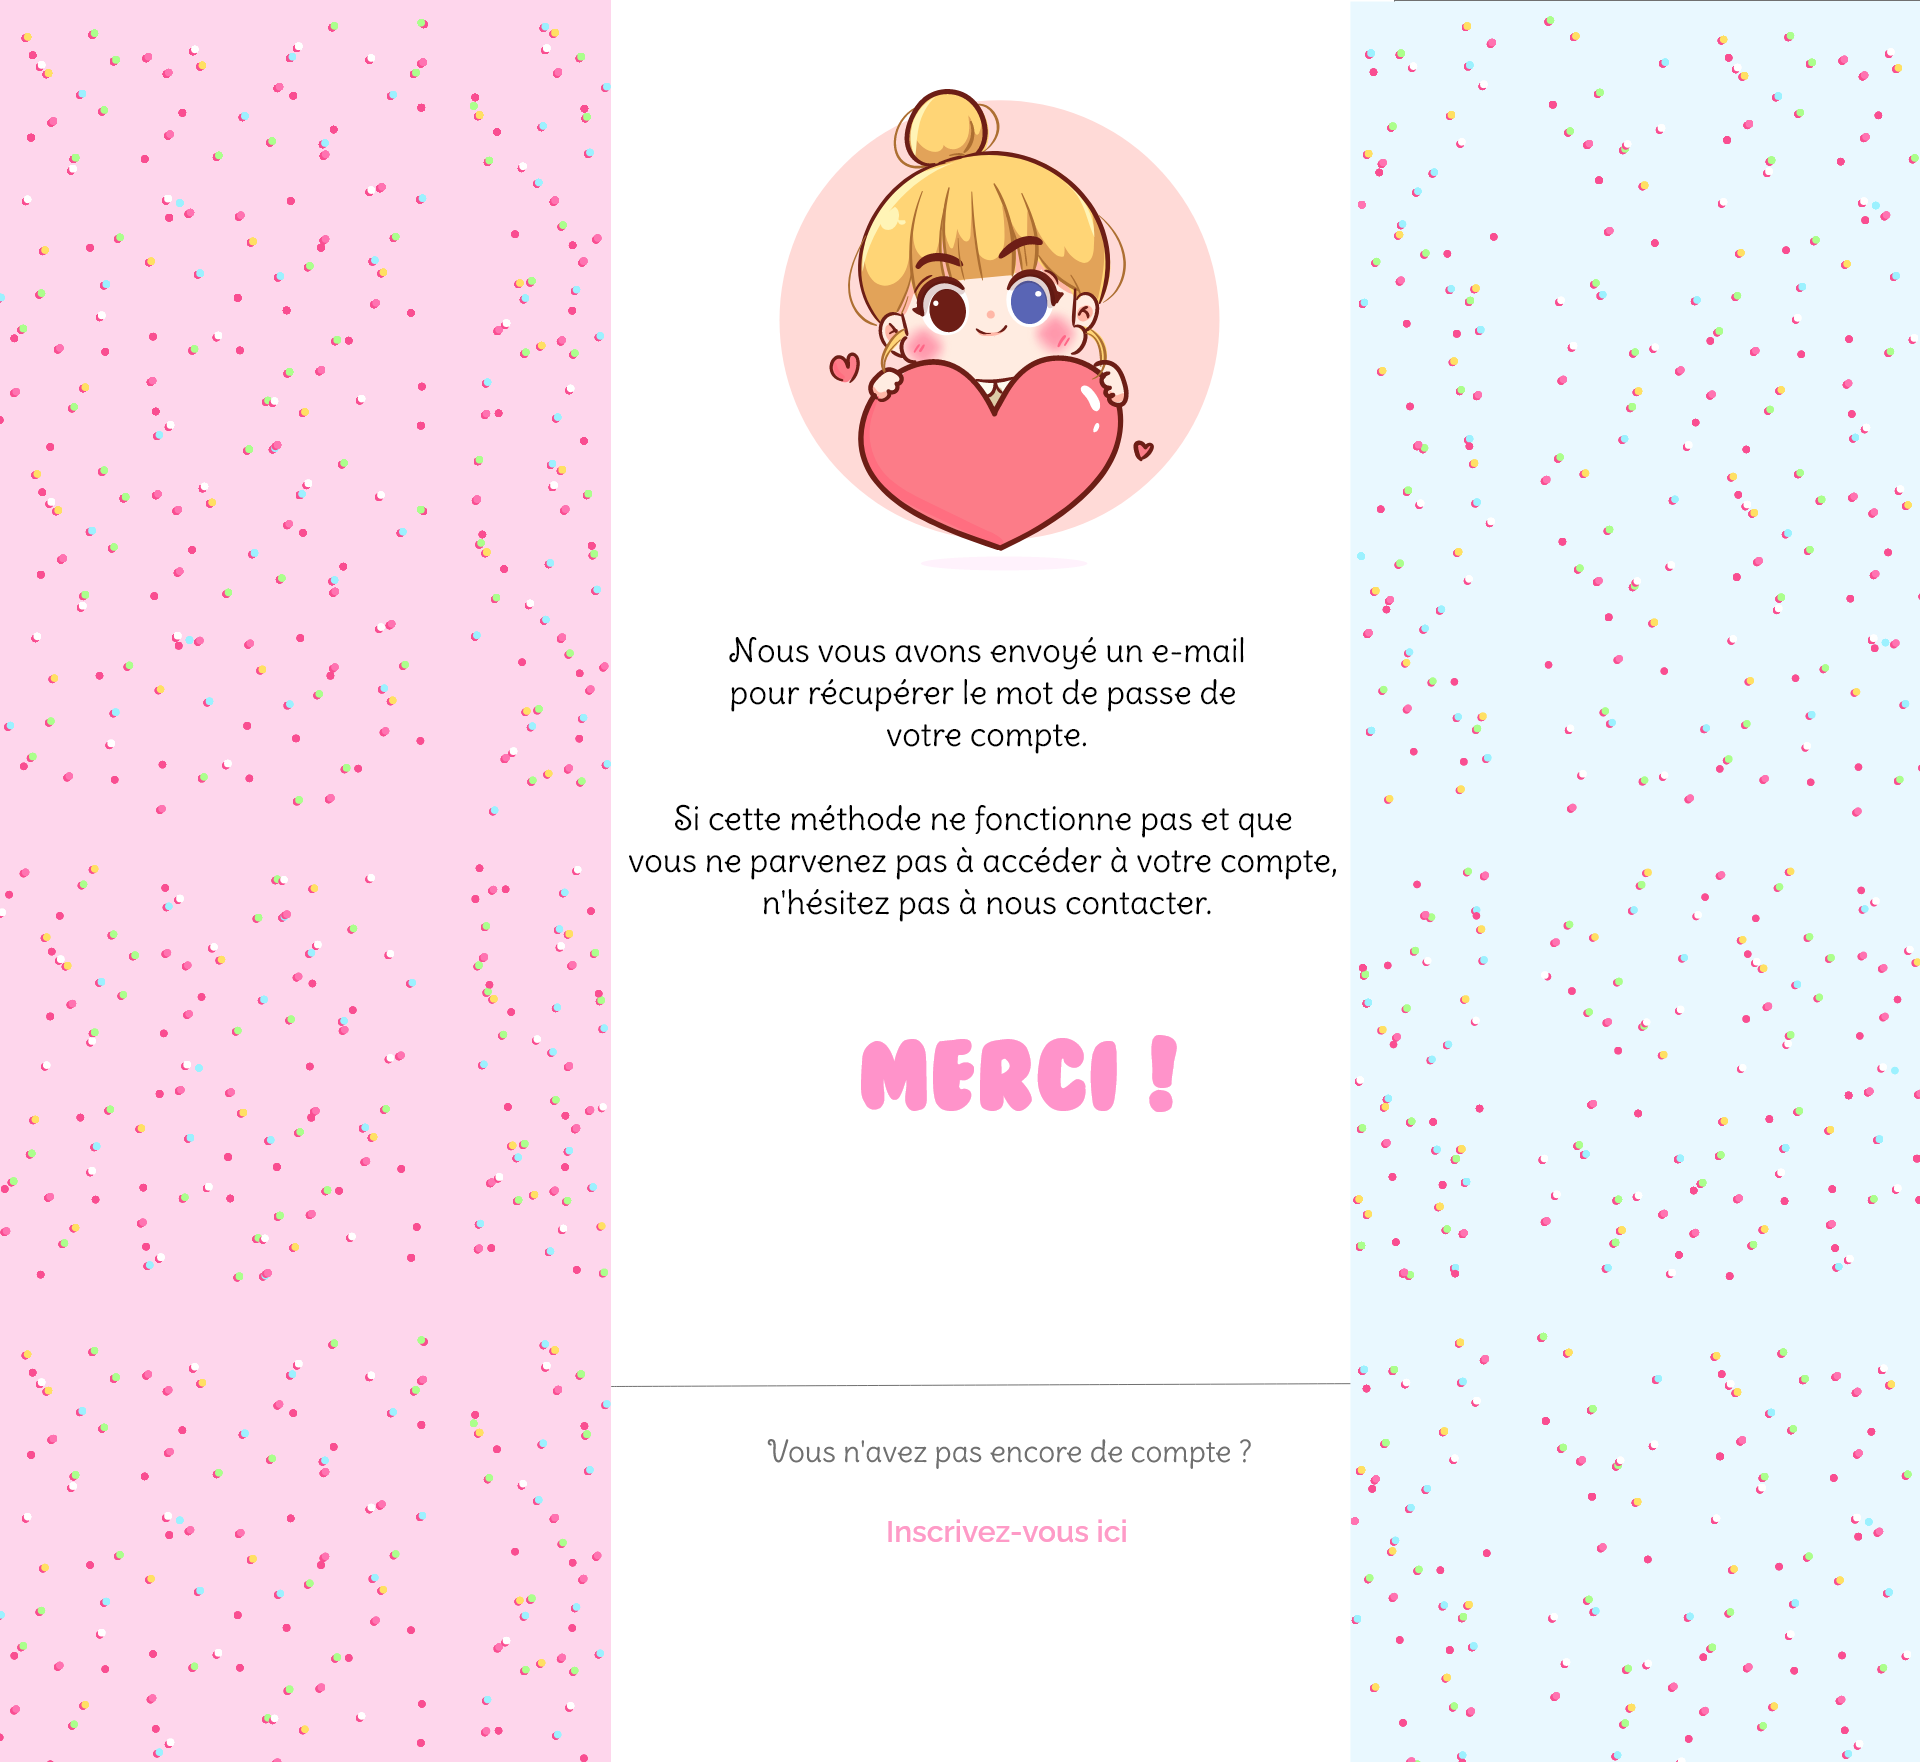 Nous vous avons envoyé un e-mail
pour récupérer le mot de passe de
votre compte.
Si cette méthode ne fonctionne pas et que
vous ne parvenez pas à accéder à votre compte,
n'hésitez pas à nous contacter.
MERCI !
Vous n'avez pas encore de compte ?
Inscrivez-vous ici